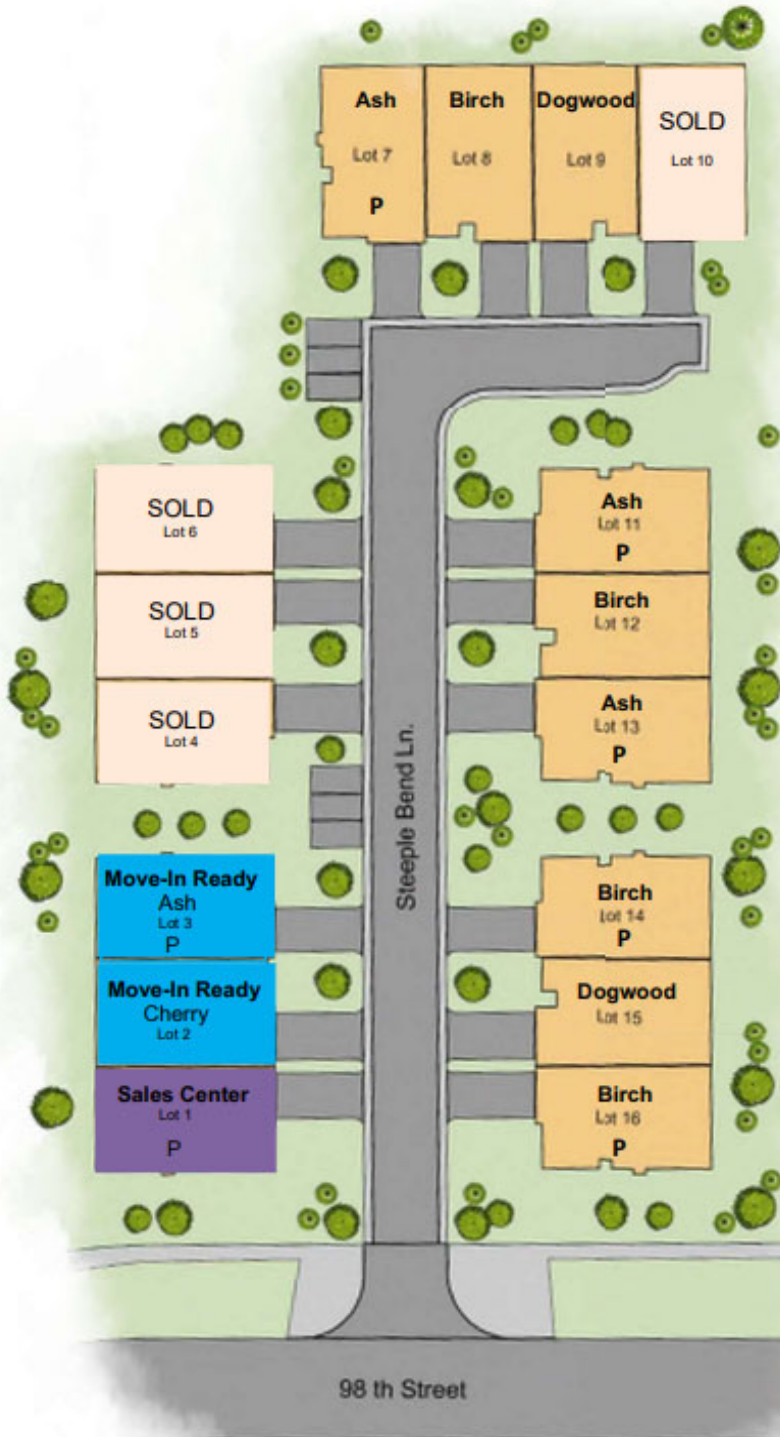 Ash
Lot 7
P
Birch
Lot 8
Dogwood
Lot 9
SOLD
Lot 10
SOLD
Lot 6
SOLD
Lot 5
SOLD
Lot 4
Ash
Lot 11
P
Birch
Lot 12
Ash
Lot 13
P
Steeple Bend Ln.
Move-In Ready
Ash
Lot 3
P
Move-In Ready
Cherry
Lot 2
Sales Center
Lot 1
P
Birch
Lot 14
P
Dogwood
Lot 15
Birch
Lot 16
P
98 th Street